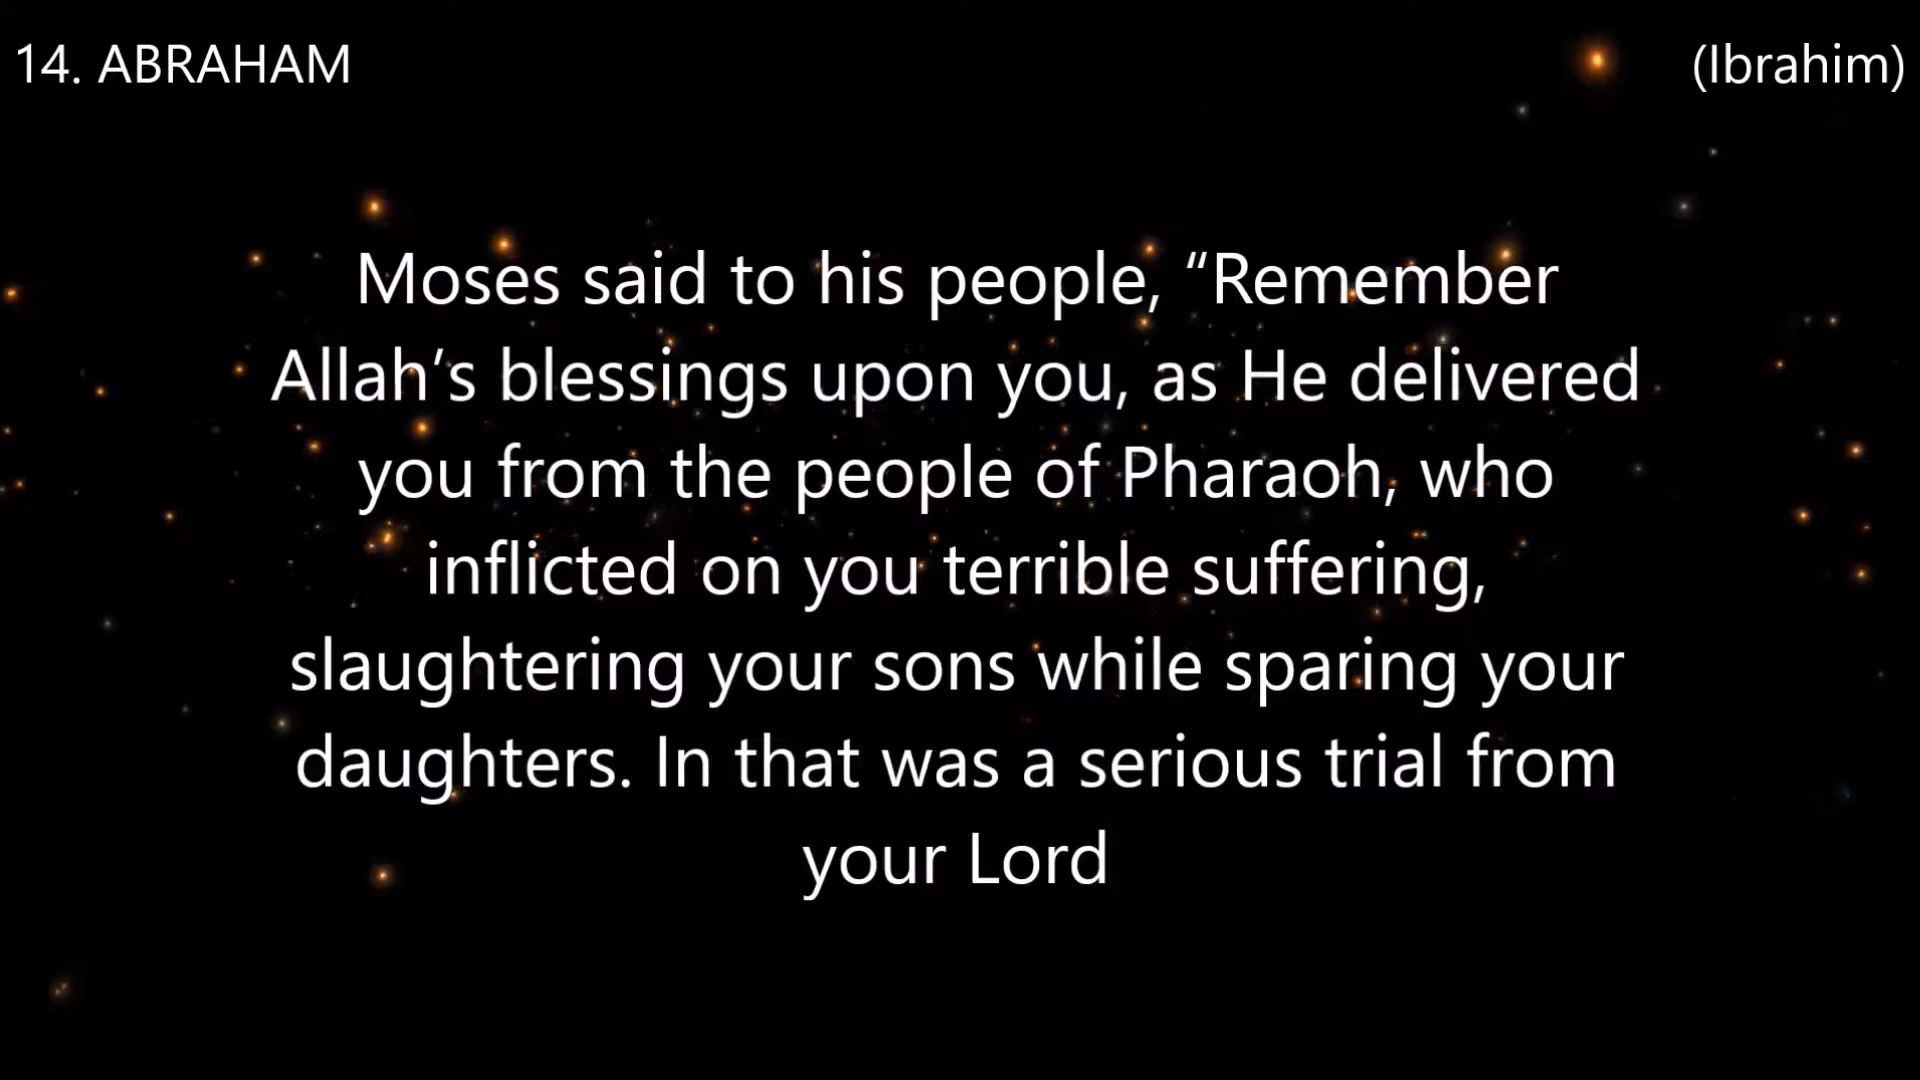 14. ABRAHAM
(Ibrahim)
Moses said to his people, “Remember
Allah’s blessings upon you, as He delivered
you from the people of Pharaoh, who
inflicted on you terrible suffering,
slaughtering your sons while sparing your
daughters. In that was a serious trial from
your Lord